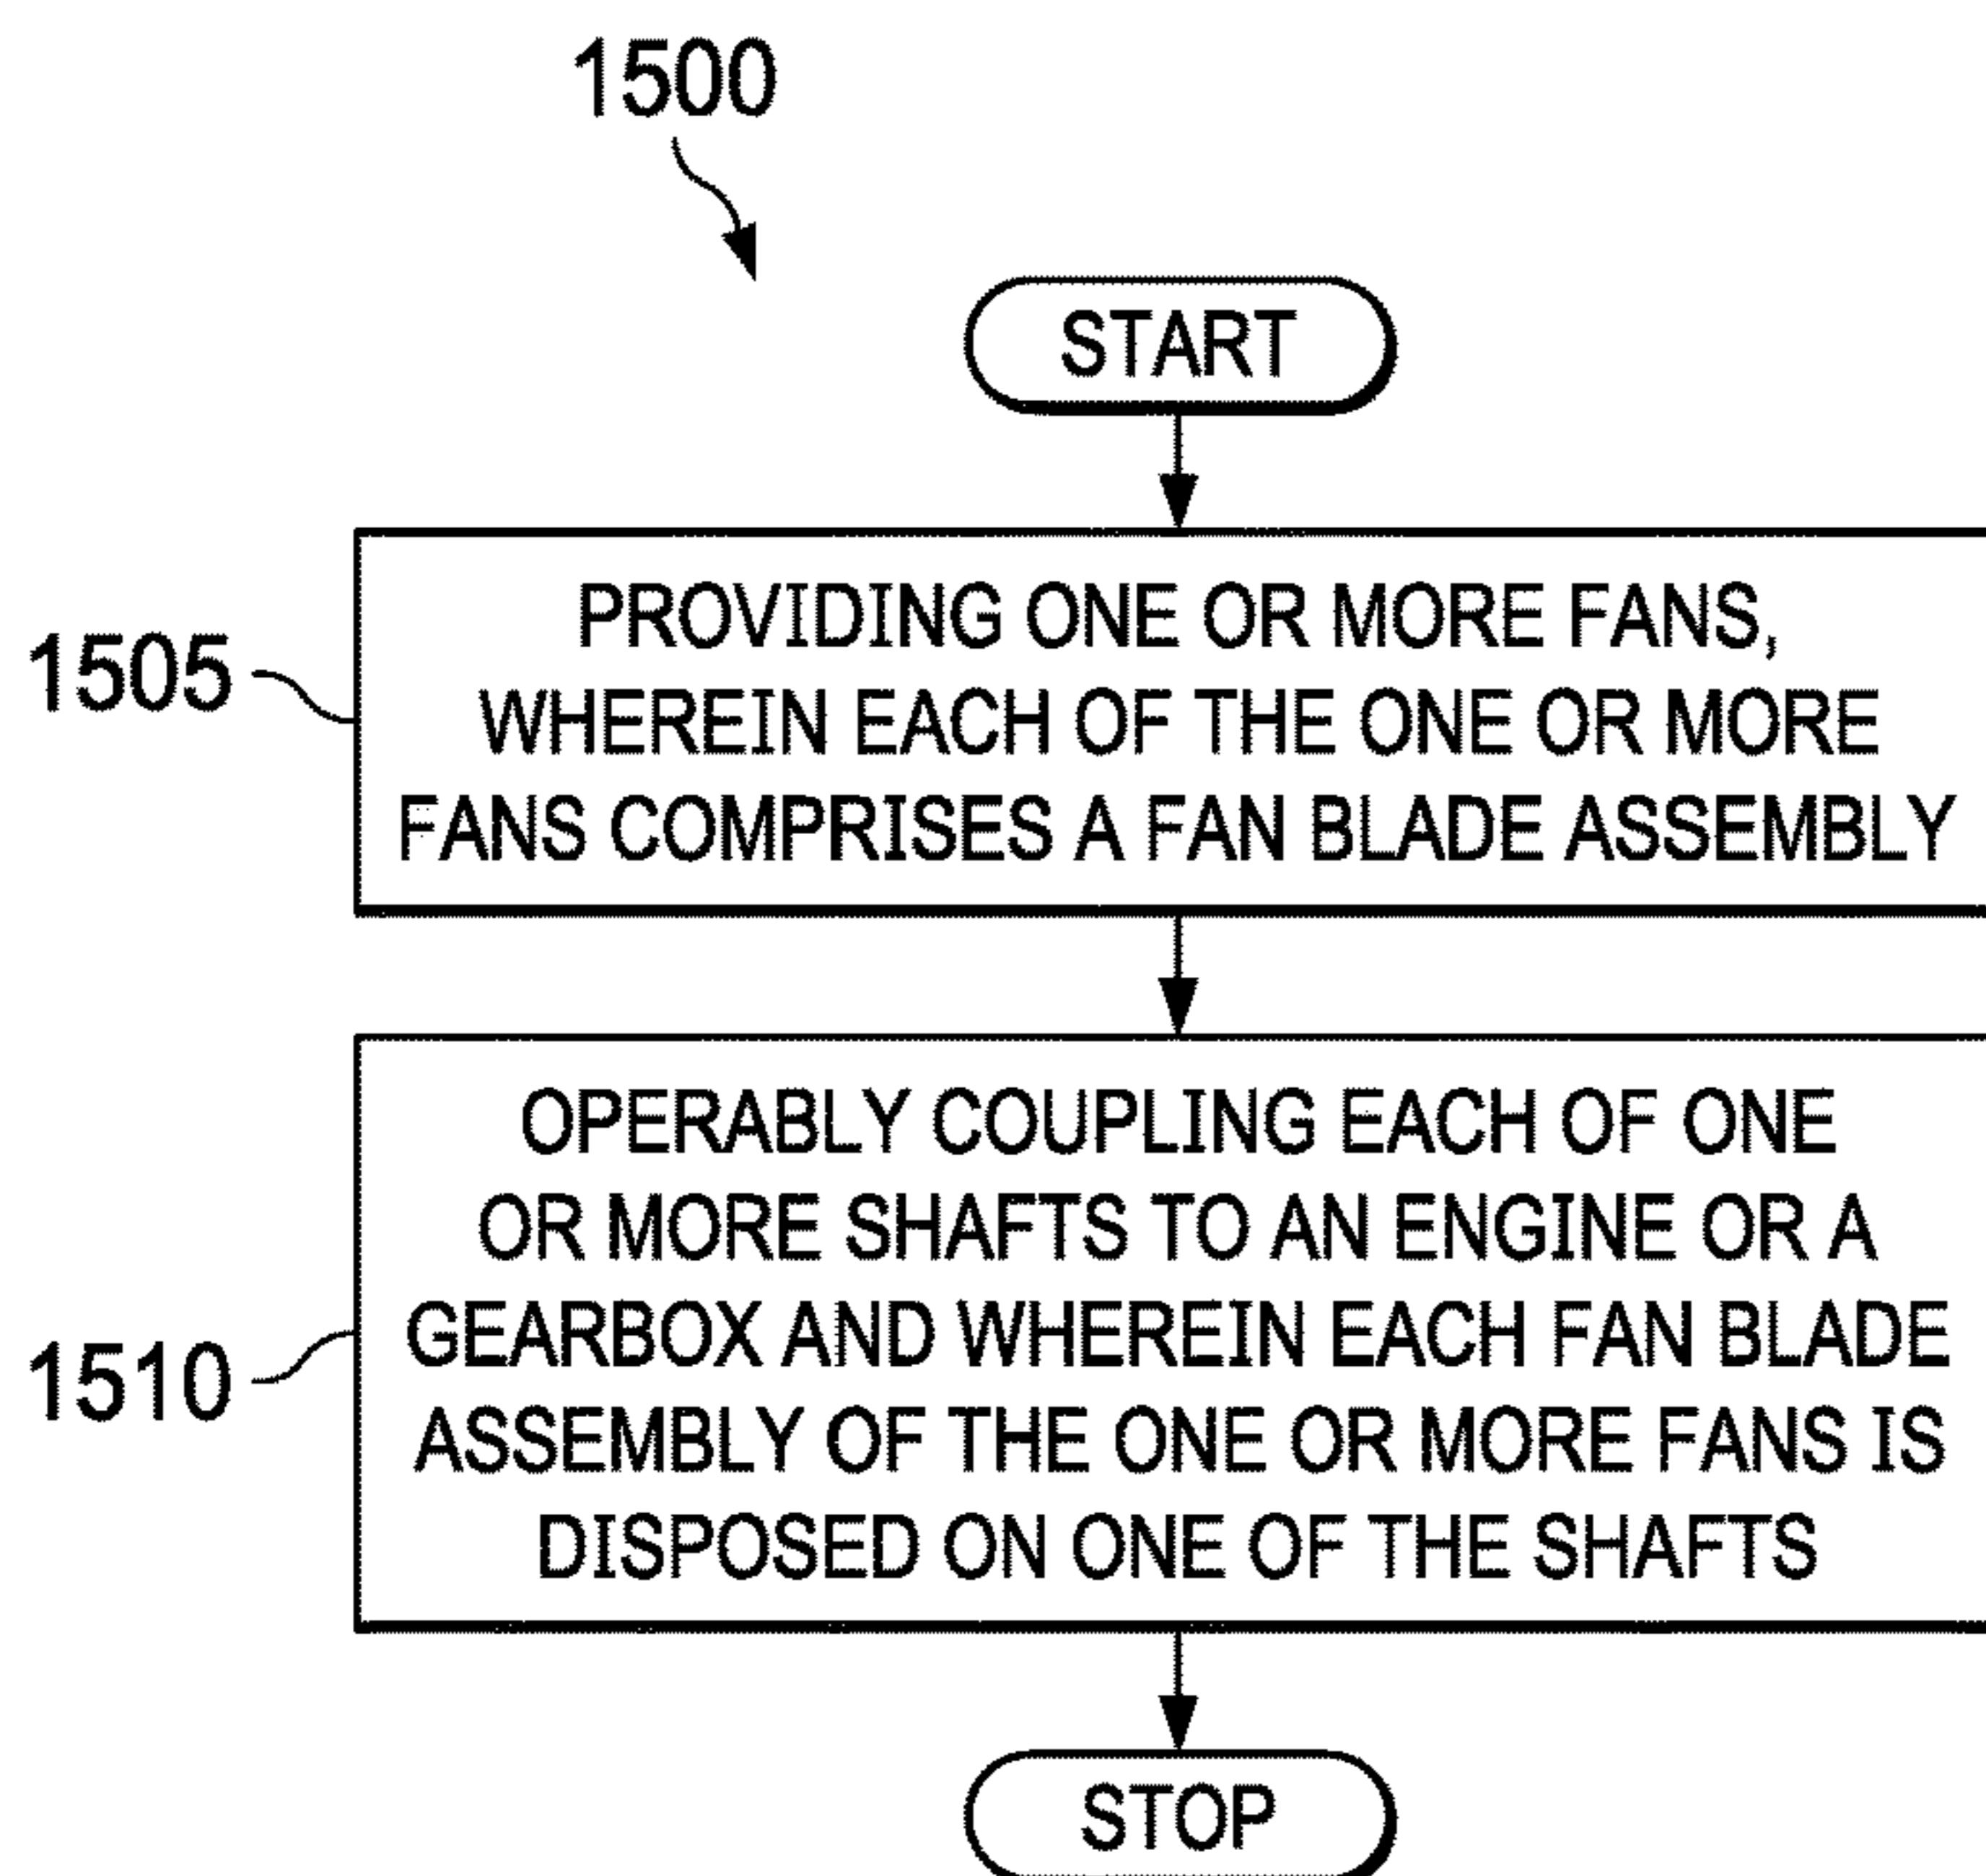 1500
START
1505
PROVIDING ONE OR MORE FANS,
WHEREIN EACH OF THE ONE OR MORE
FANS COMPRISES A FAN BLADE ASSEMBLY
1510
OPERABLY COUPLING EACH OF ONE
OR MORE SHAFTS TO AN ENGINE OR A
GEARBOX AND WHEREIN EACH FAN BLADE
ASSEMBLY OF THE ONE OR MORE FANS IS
DISPOSED ON ONE OF THE SHAFTS
STOP